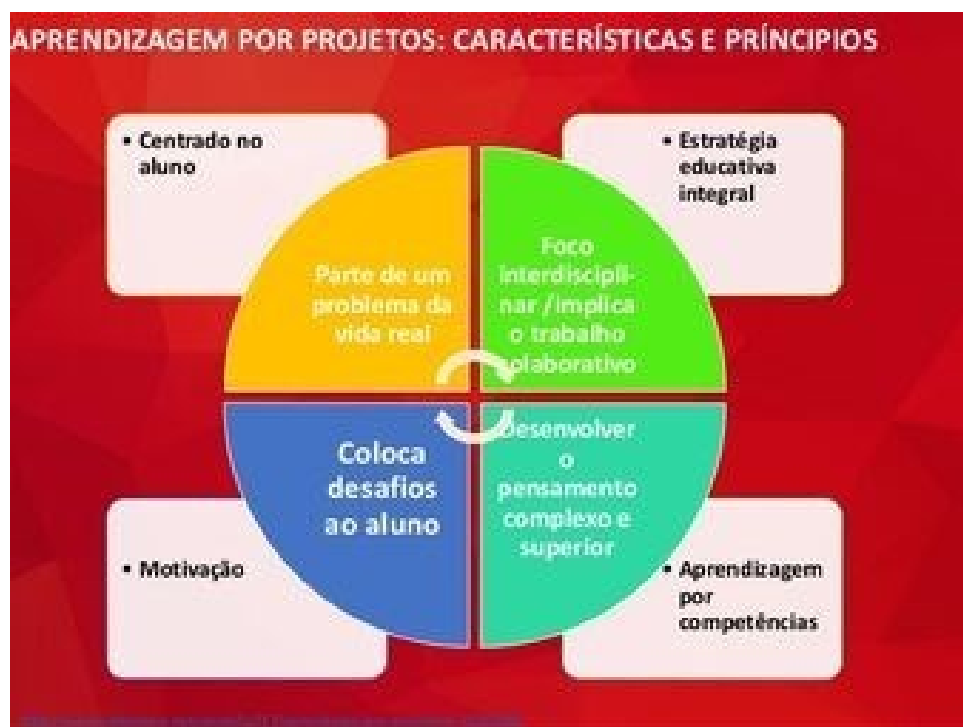 APRENDIZAGEM POR PROJETOS: CARACTERÍSTICAS E PRÍNCIPIOS
• Centrado no
aluno
• Estratégia
educativa
integral
Parte de um
problema da
vida real
Foco
interdiscipli-
nar /implica
o trabalho
colaborativo
Coloca
desafios
ao aluno
Desenvolver
o
pensamento
complexo e
superior
• Motivação
• Aprendizagem
por
competências